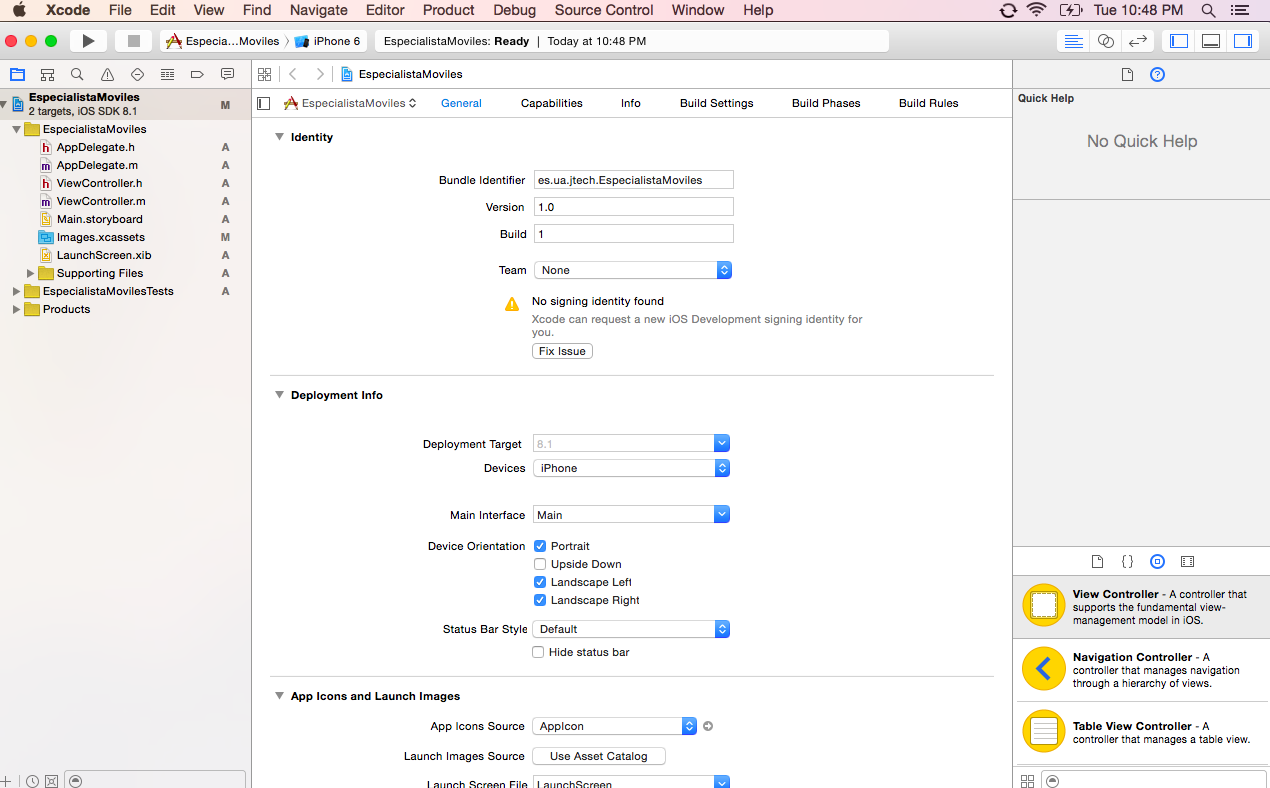 Xcode File Edit View Find Navigate Editor Product Debug Source Control Window Help Tue 10:48 PM
Especia...Moviles iPhone 6 EspecialistaMoviles: Ready | Today at 10:48 PM
EspecialistaMoviles
2 targets, iOS SDK 8.1
M
EspecialistaMoviles
AppDelegate.h A
AppDelegate.m A
ViewController.h A
ViewController.m A
Main.storyboard A
Images.xcassets M
LaunchScreen.xib A
Supporting Files A
EspecialistaMovilesTests A
Products
EspecialistaMoviles
EspecialistaMoviles General Capabilities Info Build Settings Build Phases Build Rules
Identity
Bundle Identifier es.ua.jtech.EspecialistaMoviles
Version 1.0
Build 1
Team None
No signing identity found
Xcode can request a new iOS Development signing identity for
you.
Fix Issue
Deployment Info
Deployment Target 8.1
Devices iPhone
Main Interface Main
Device Orientation Portrait
Upside Down
Landscape Left
Landscape Right
Status Bar Style Default
Hide status bar
App Icons and Launch Images
App Icons Source AppIcon
Launch Images Source Use Asset Catalog
Launch Screen File LaunchScreen
Quick Help
No Quick Help
View Controller - A controller that
supports the fundamental view-
management model in iOS.
Navigation Controller - A
controller that manages navigation
through a hierarchy of views.
Table View Controller - A
controller that manages a table view.